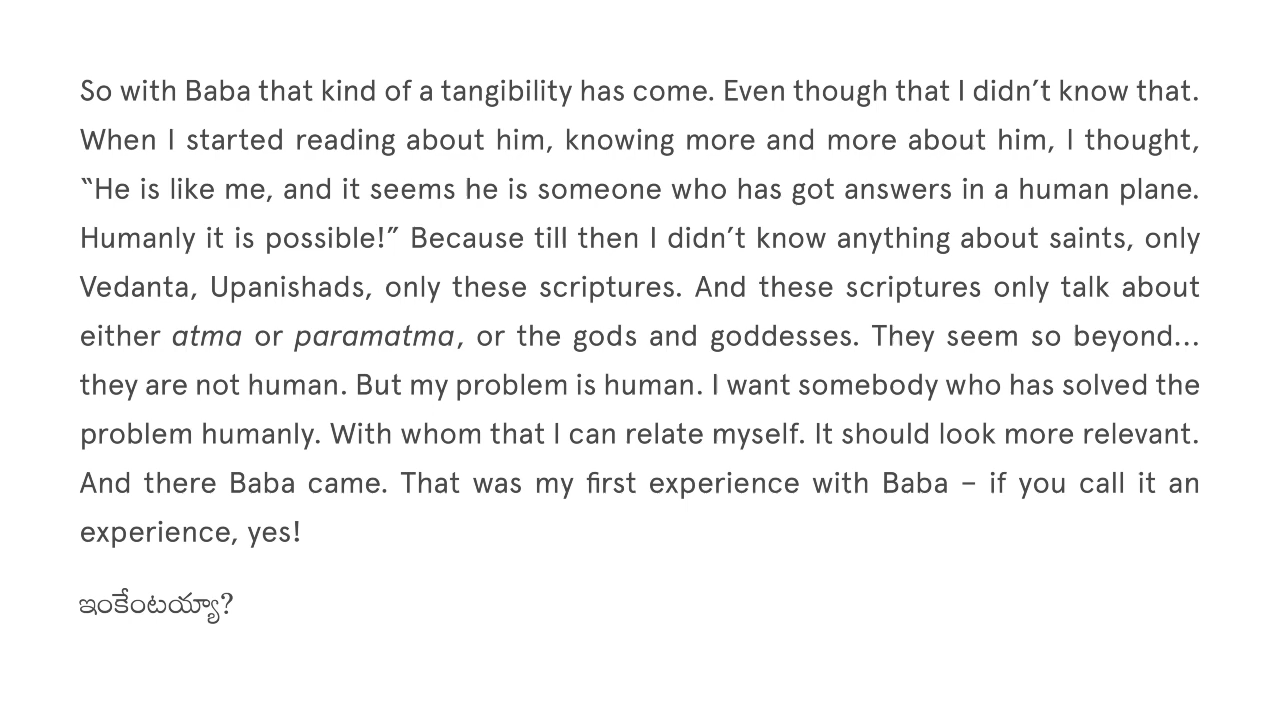 So with Baba that kind of a tangibility has come. Even though that I didn’t know that.
When I started reading about him, knowing more and more about him, I thought,
“He is like me, and it seems he is someone who has got answers in a human plane.
Humanly it is possible!” Because till then I didn’t know anything about saints, only
Vedanta, Upanishads, only these scriptures. And these scriptures only talk about
either atma or paramatma, or the gods and goddesses. They seem so beyond…
they are not human. But my problem is human. I want somebody who has solved the
problem humanly. With whom that I can relate myself. It should look more relevant.
And there Baba came. That was my first experience with Baba – if you call it an
experience, yes!
ఇంకేంటయ్యా?